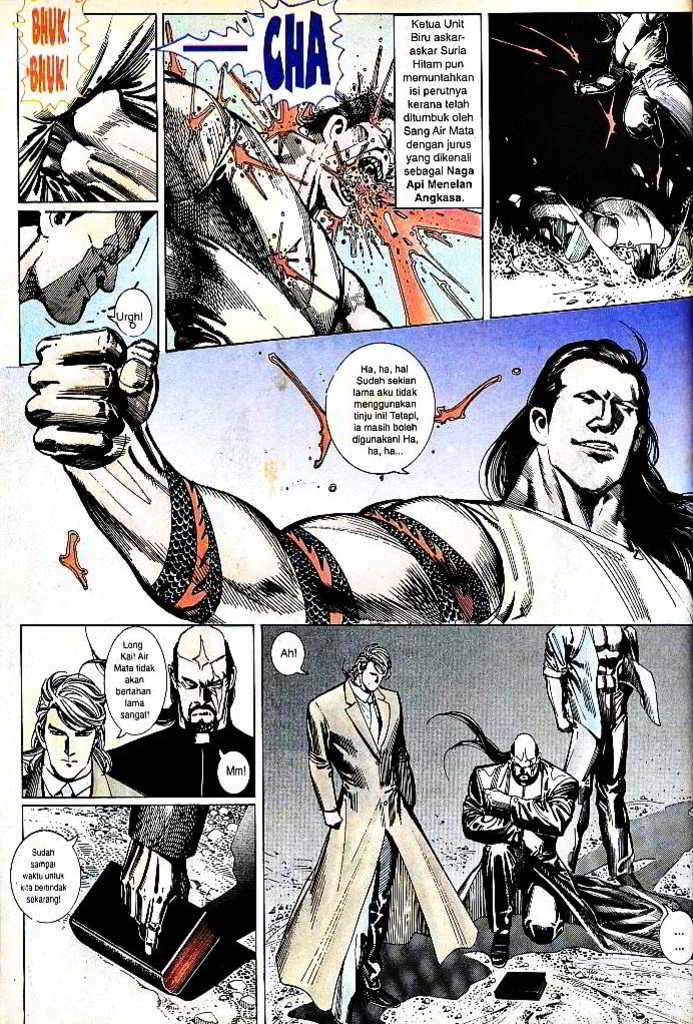 BHUK!
BHUK!
CHA
Ketua Unit
Biru askar-
askar Suria
Hitam pun
memuntahkan
isi perutnya
kerana telah
ditumbuk oleh
Sang Air Mata
dengan jurus
yang dikenali
sebagai Naga
Api Menelan
Angkasa.
Urgh!
Ha, ha, ha!
Sudah sekian
lama aku tidak
menggunakan
tinju ini! Tetapi,
ia masih boleh
digunakan! Ha,
ha, ha...
Long
Kai! Air
Mata tidak
akan
bertahan
lama
sangat!
Mm!
Sudah
sampai
waktu untuk
kita bertindak
sekarang!
Ah!
...
...